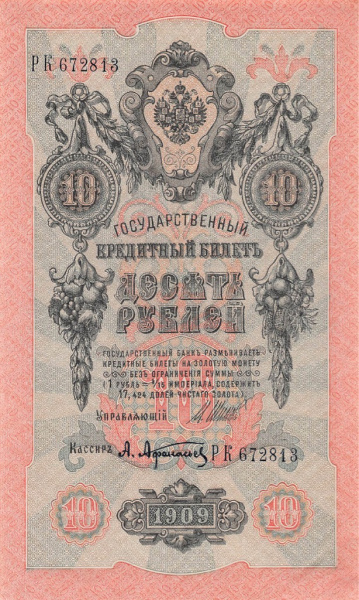 РК 672813
10 10
ГОСУДАРСТВЕННЫЙ
КРЕДИТНЫЙ БИЛЕТЪ
ДЕСЯТЬ
РУБЛЕЙ
ГОСУДАРСТВЕННЫЙ БАНКЪ РАЗМѢНИВАЕТЪ
КРЕДИТНЫЕ БИЛЕТЫ НА ЗОЛОТУЮ МОНЕТУ
БЕЗЪ ОГРАНИЧЕНІЯ СУММЫ
(1 РУБЛЬ = 1/15 ИМПЕРІАЛА, СОДЕРЖИТЪ
17,424 ДОЛЕЙ ЧИСТАГО ЗОЛОТА).
10
Управляющій
Кассиръ А. Афанасьев РК 672813
10 1909 10